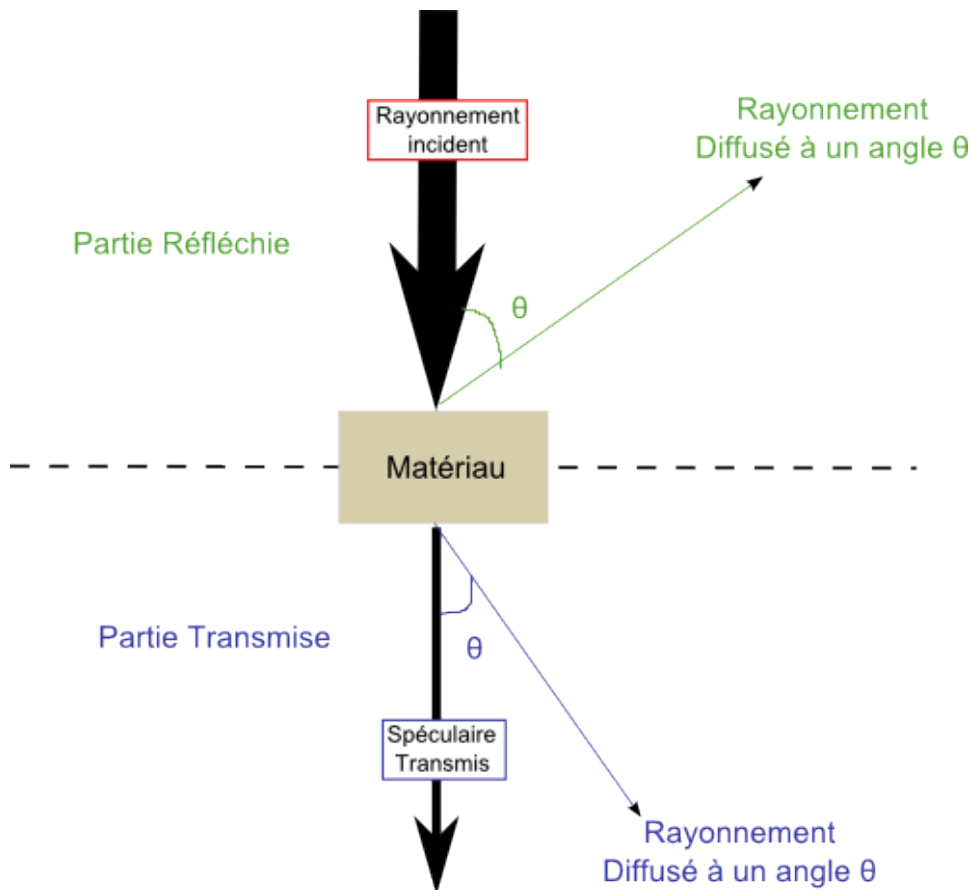 Rayonnement
incident
Rayonnement
Diffusé à un angle θ
Partie Réfléchie
θ
Matériau
Partie Transmise
θ
Spéculaire
Transmis
Rayonnement
Diffusé à un angle θ